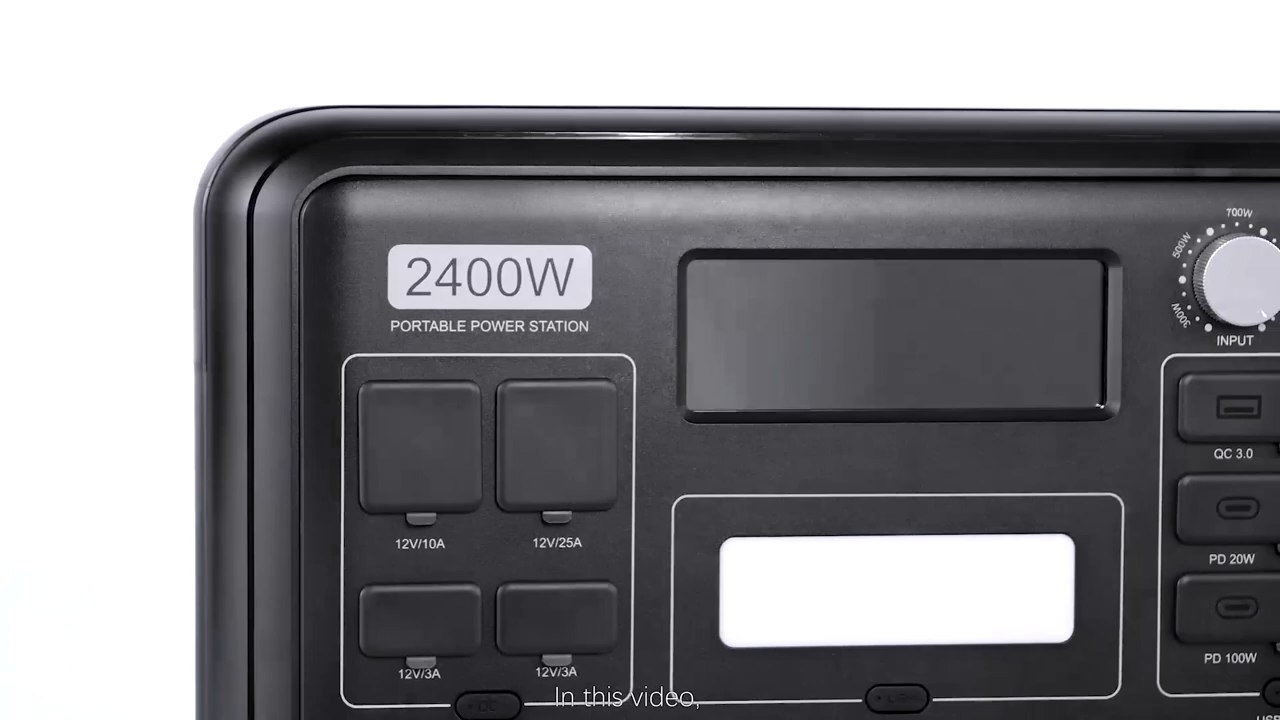 2400W
PORTABLE POWER STATION
700W
500W
300W
INPUT
12V/10A
12V/25A
12V/3A
12V/3A
QC 3.0
PD 20W
PD 100W
In this video,